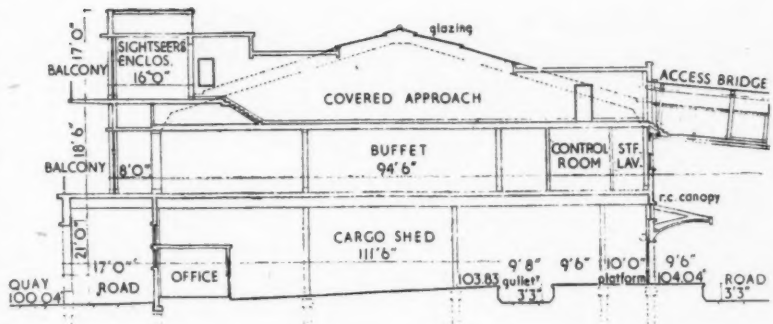 17'0"
SIGHTSEERS
ENCLOS.
16'0"
BALCONY
glazing
ACCESS BRIDGE
COVERED APPROACH
18'6"
BALCONY
8'0"
BUFFET
94'6"
CONTROL
ROOM
STF.
LAV.
r.c. canopy
21'0"
CARGO SHED
111'6"
17'0"
ROAD
OFFICE
QUAY
100.04'
103.83
9'8"
gullet
3'3"
9'6"
10'0"
platform
9'6"
104.04'
ROAD
3'3"